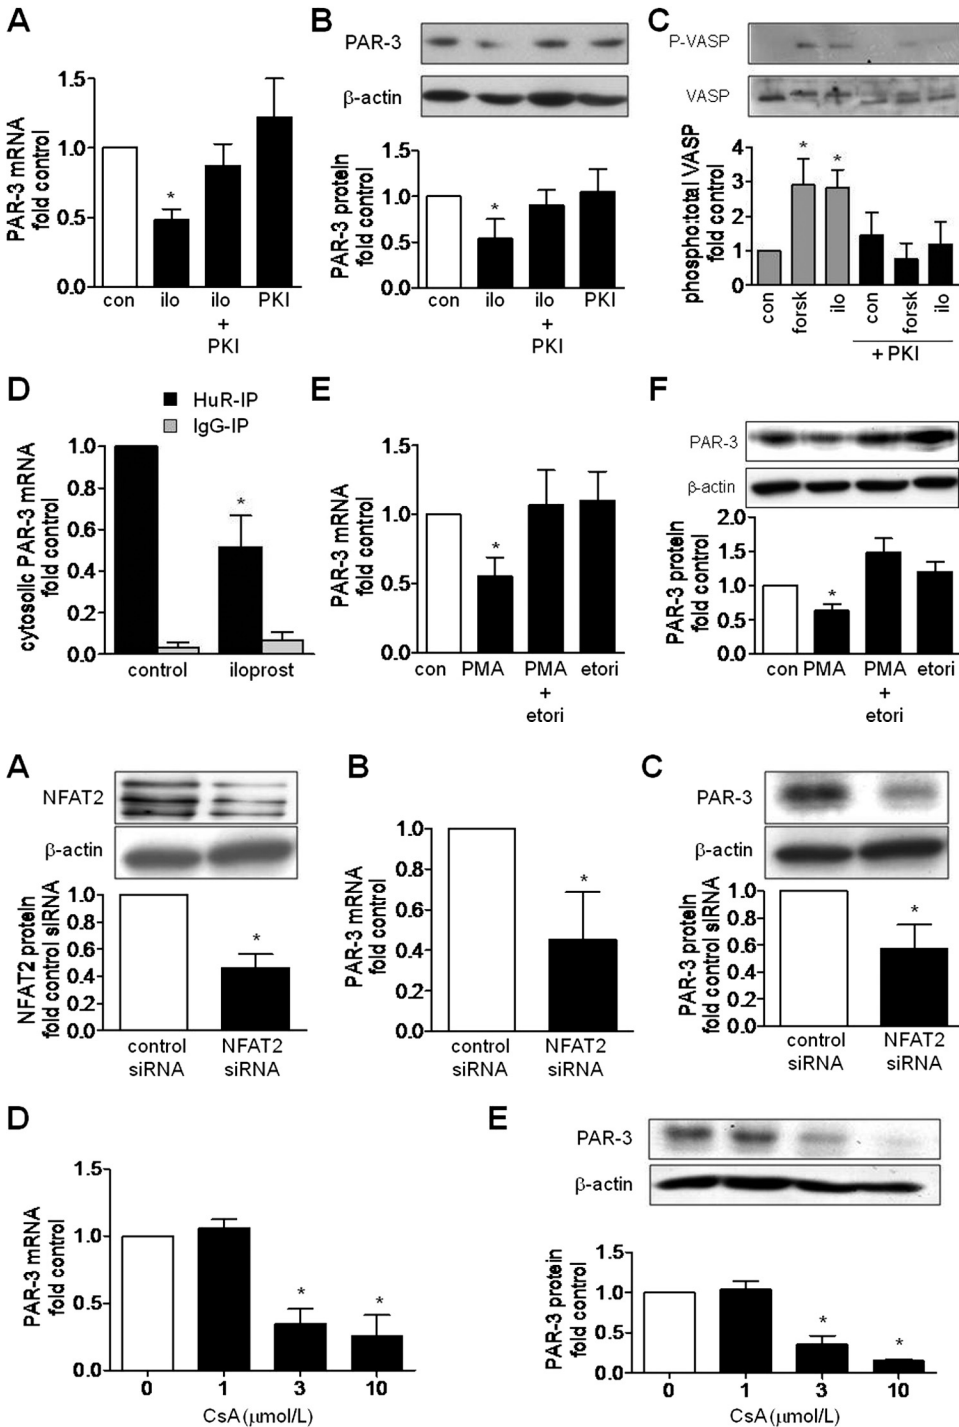 A
PAR-3 mRNA
fold control
1.5
1.0
0.5
0.0
*
con
ilo
ilo
+
PKI
PKI
B
PAR-3
β-actin
PAR-3 protein
fold control
1.5
1.0
0.5
0.0
*
con
ilo
ilo
+
PKI
PKI
C
P-VASP
VASP
phospho:total VASP
fold control
4
3
2
1
0
*
*
con
forsk
ilo
con
forsk
ilo
+ PKI
D
HuR-IP
IgG-IP
cytosolic PAR-3 mRNA
fold control
1.0
0.8
0.6
0.4
0.2
0.0
*
control
iloprost
E
PAR-3 mRNA
fold control
1.5
1.0
0.5
0.0
*
con
PMA
PMA
+
etori
etori
F
PAR-3
β-actin
PAR-3 protein
fold control
2.0
1.5
1.0
0.5
0.0
*
con
PMA
PMA
+
etori
etori
A
NFAT2
β-actin
NFAT2 protein
fold control siRNA
1.0
0.8
0.6
0.4
0.2
0.0
*
control
siRNA
NFAT2
siRNA
B
PAR-3 mRNA
fold control
1.0
0.8
0.6
0.4
0.2
0.0
*
control
siRNA
NFAT2
siRNA
C
PAR-3
β-actin
PAR-3 protein
fold control siRNA
1.0
0.8
0.6
0.4
0.2
0.0
*
control
siRNA
NFAT2
siRNA
D
PAR-3 mRNA
fold control
1.5
1.0
0.5
0.0
*
*
0
1
3
10
CsA (µmol/L)
E
PAR-3
β-actin
PAR-3 protein
fold control
1.5
1.0
0.5
0.0
*
*
0
1
3
10
CsA (µmol/L)